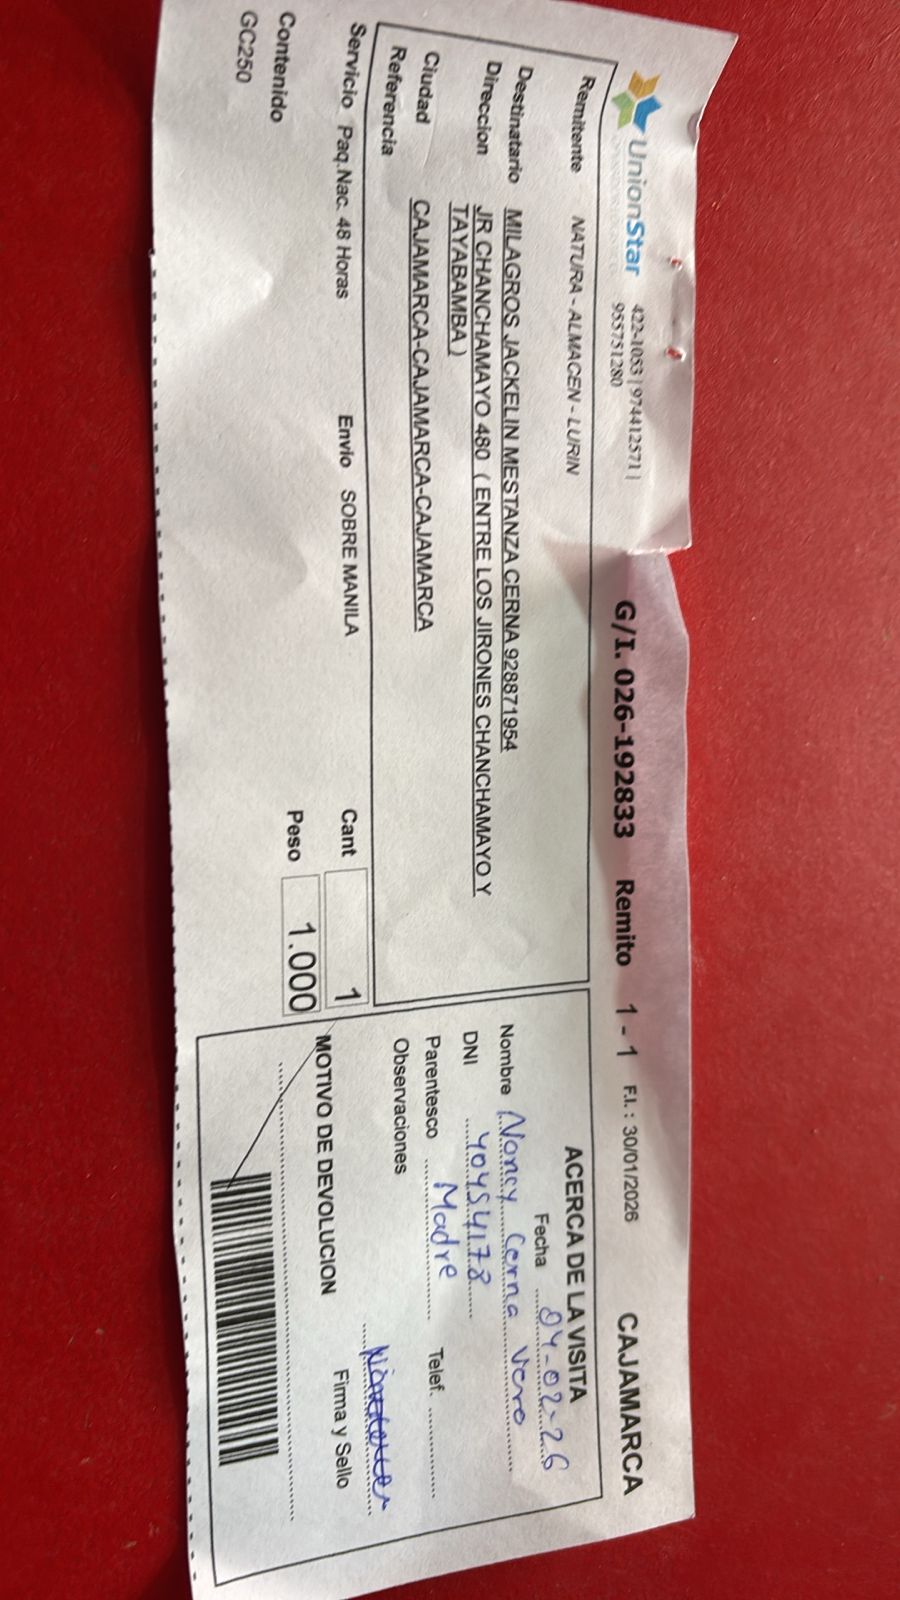 UnionStar
422-1053 | 974412571 |
955751280
G/I. 026-192833 Remito 1 - 1 F.I.: 30/01/2026 CAJAMARCA
Remitente NATURA - ALMACEN - LURIN
Destinatario MILAGROS JACKELIN MESTANZA CERNA 928871954
Direccion JR CHANCHAMAYO 480 ( ENTRE LOS JIRONES CHANCHAMAYO Y
TAYABAMBA )
Ciudad CAJAMARCA-CAJAMARCA-CAJAMARCA
Referencia
Servicio Paq.Nac. 48 Horas Envio SOBRE MANILA Cant 1
Contenido Peso 1.000
GC250
ACERCA DE LA VISITA
Fecha 04-02-26
Nombre Nancy Cerna Vera
DNI 40454178
Parentesco Madre Telef.
Observaciones
Firma y Sello
MOTIVO DE DEVOLUCION